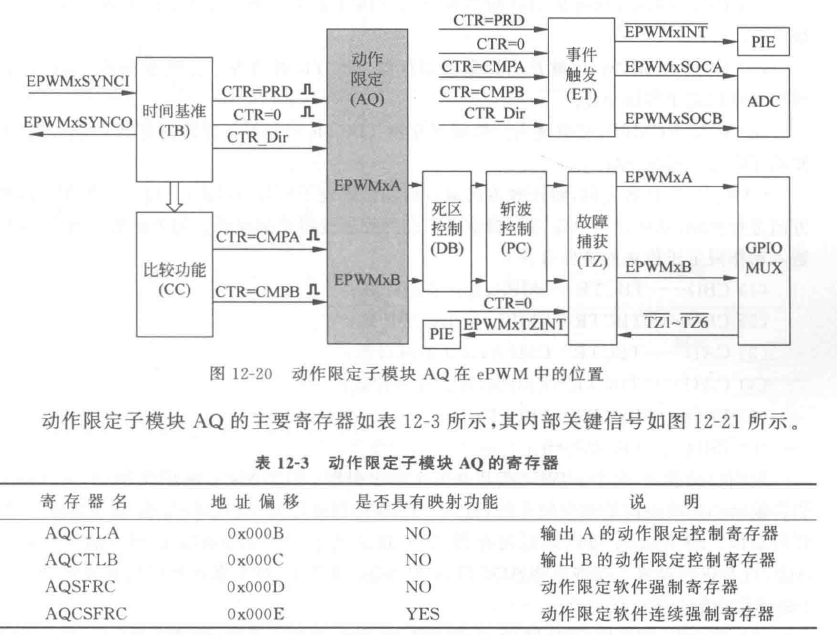 EPWMxSYNCI
EPWMxSYNCO
时间基准
(TB)
CTR=PRD
CTR=0
CTR_Dir
比较功能
(CC)
CTR=CMPA
CTR=CMPB
动作
限定
(AQ)
EPWMxA
EPWMxB
死区
控制
(DB)
斩波
控制
(PC)
故障
捕获
(TZ)
CTR=PRD
CTR=0
CTR=CMPA
CTR=CMPB
CTR_Dir
事件
触发
(ET)
EPWMxINT
EPWMxSOCA
EPWMxSOCB
PIE
ADC
EPWMxA
EPWMxB
TZ1~TZ6
GPIO
MUX
CTR=0
EPWMxTZINT
PIE
图 12-20 动作限定子模块 AQ 在 ePWM 中的位置
动作限定子模块 AQ 的主要寄存器如表 12-3 所示,其内部关键信号如图 12-21 所示。
表 12-3 动作限定子模块 AQ 的寄存器
寄存器名 地址偏移 是否具有映射功能 说明
AQCTLA 0x000B NO 输出 A 的动作限定控制寄存器
AQCTLB 0x000C NO 输出 B 的动作限定控制寄存器
AQSFRC 0x000D NO 动作限定软件强制寄存器
AQCSFRC 0x000E YES 动作限定软件连续强制寄存器